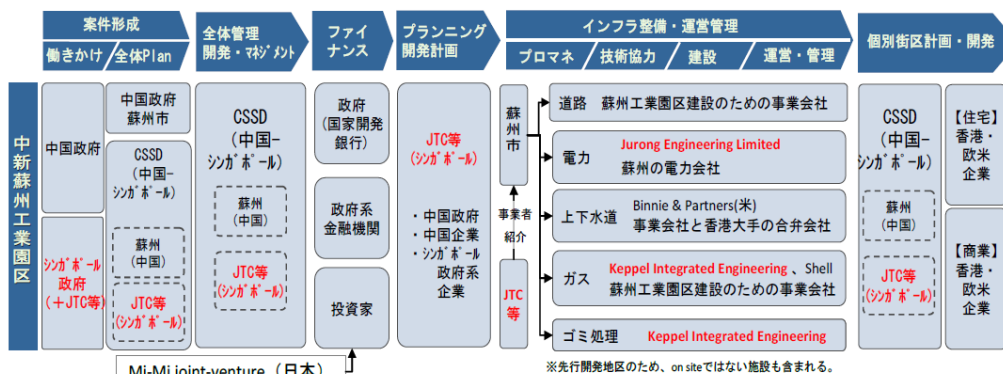 案件形成
働きかけ
全体Plan
全体管理
開発・マネジメント
ファイ
ナンス
プランニング
開発計画
インフラ整備・運営管理
プロマネ
技術協力
建設
運営・管理
個別街区計画・開発
中新蘇州工業園区
中国政府
シンガポール
政府
(+JTC等)
中国政府
蘇州市
CSSD
(中国-
シンガポール)
蘇州
(中国)
JTC等
(シンガポール)
CSSD
(中国-
シンガポール)
蘇州
(中国)
JTC等
(シンガポール)
政府
(国家開発
銀行)
政府系
金融機関
投資家
Mi-Mi joint-venture(日本)
JTC等
(シンガポール)
・中国政府
・中国企業
・シンガポール
政府系
企業
蘇州市
事業者
紹介
JTC
等
道路 蘇州工業園区建設のための事業会社
電力
Jurong Engineering Limited
蘇州の電力会社
上下水道
Binnie & Partners(米)
事業会社と香港大手の合弁会社
ガス
Keppel Integrated Engineering 、Shell
蘇州工業園区建設のための事業会社
ゴミ処理 Keppel Integrated Engineering
※先行開発地区のため、on siteではない施設も含まれる。
CSSD
(中国-
シンガポール)
蘇州
(中国)
JTC等
(シンガポール)
【住宅】
香港・
欧米
企業
【商業】
香港・
欧米
企業